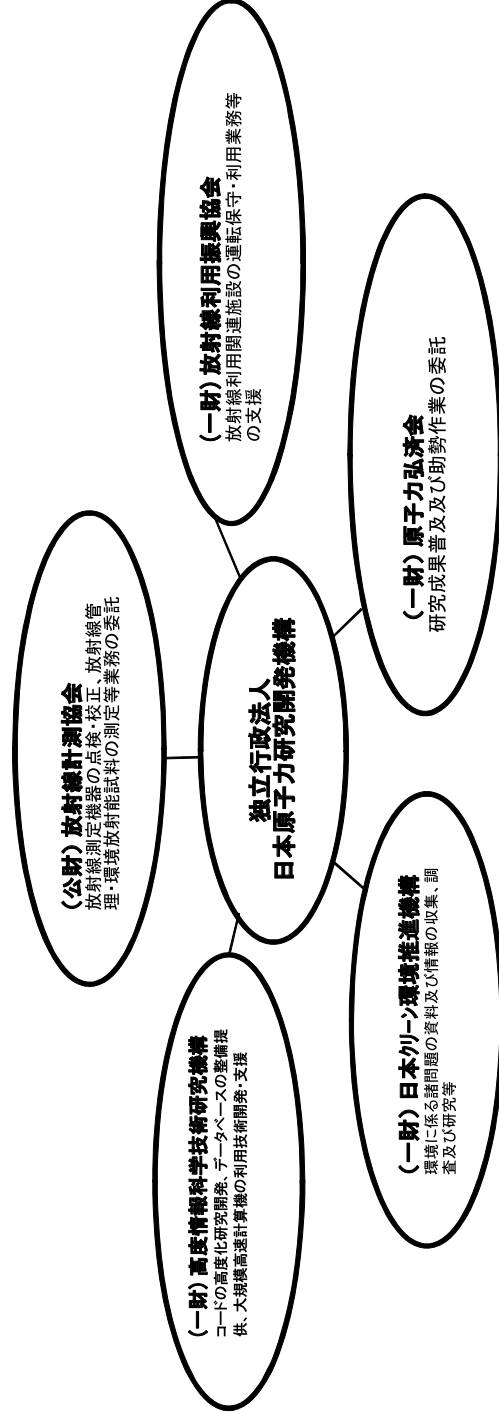 (公財)放射線計測協会
放射線測定機器の点検・校正、放射線管
理・環境放射能試料の測定等業務の委託
(一財)高度情報科学技術研究機構
コードの高度化研究開発、データベースの整備提
供、大規模高速計算機の利用技術開発・支援
(一財)放射線利用振興協会
放射線利用関連施設の運転保守・利用業務等
の支援
独立行政法人
日本原子力研究開発機構
(一財)日本クリーン環境推進機構
環境に係る諸問題の資料及び情報の収集、調
査及び研究等
(一財)原子力弘済会
研究成果普及及び助勢作業の委託